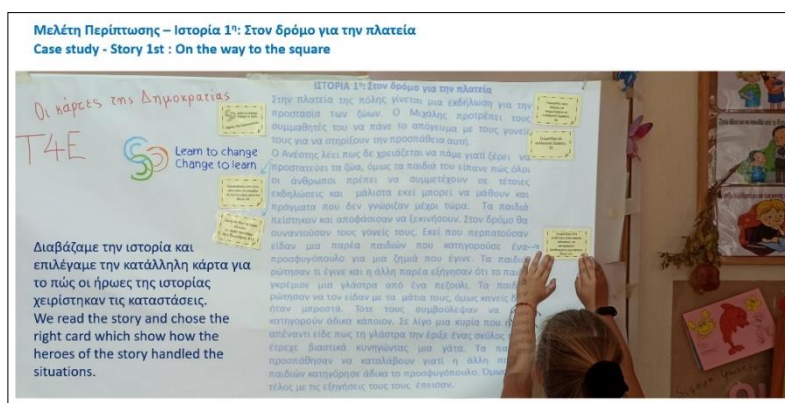 Μελέτη Περίπτωσης – Ιστορία 1η: Στον δρόμο για την πλατεία
Case study - Story 1st : On the way to the square
Οι κάρτες της Δημοκρατίας
T4E
Learn to change
Change to learn
Διαβάζαμε την ιστορία και
επιλέγαμε την κατάλληλη κάρτα για
το πώς οι ήρωες της ιστορίας
χειρίστηκαν τις καταστάσεις.
We read the story and chose the
right card which show how the
heroes of the story handled the
situations.
ΙΣΤΟΡΙΑ 1η: Στον δρόμο για την πλατεία
Στην πλατεία της πόλης γίνεται μια εκδήλωση για την
προστασία των ζώων. Ο Μιχάλης προτρέπει τους
συμμαθητές του να πάνε το απόγευμα με τους γονείς
τους για να στηρίξουν την προσπάθεια αυτή.
Ο Ανέστης λέει πως δε χρειάζεται να πάμε γιατί ξέρει να
προστατεύει τα ζώα, όμως τα παιδιά του είπανε πώς όλοι
οι άνθρωποι πρέπει να συμμετέχουν σε τέτοιες
εκδηλώσεις και μάλιστα εκεί μπορεί να μάθουν και
πράγματα που δεν γνώριζαν μέχρι τώρα. Τα παιδιά
πείστηκαν και αποφάσισαν να ξεκινήσουν. Στον δρόμο θα
συναντούσαν τους γονείς τους. Εκεί που περπατούσαν
είδαν μια παρέα παιδιών που κατηγορούσε ένα
προσφυγόπουλο για μια ζημιά που έγινε. Τα παιδιά
ρώτησαν τι έγινε και η άλλη παρέα εξήγησαν ότι το
γκρέμισε μια γλάστρα από ένα πεζούλι. Τα
ρώτησαν αν τον είδαν με τα μάτια τους, όμως κανείς
ήταν μπροστά. Τότε τους συμβούλεψαν να
κατηγορούν άδικα κάποιον. Σε λίγο μια κυρία που
απέναντι είδε πως τη γλάστρα την έριξε ένας σκύλος
έτρεχε βιαστικά κυνηγώντας μια γάτα. Τα
προσπάθησαν να καταλάβουν γιατί η άλλη
παιδιών κατηγόρησε άδικα το προσφυγόπουλο.
τέλος με τις εξηγήσεις τους τους έπεισαν.